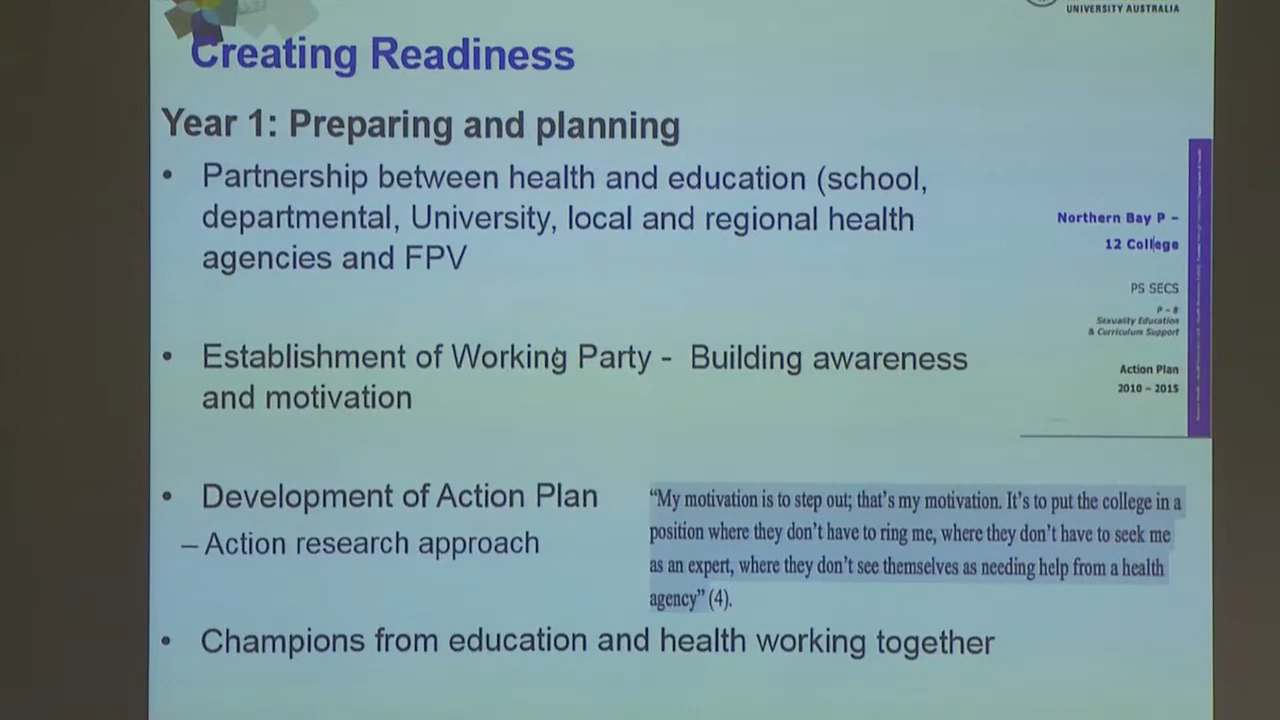 UNIVERSITY AUSTRALIA
Creating Readiness
Year 1: Preparing and planning
• Partnership between health and education (school,
departmental, University, local and regional health
agencies and FPV
Northern Bay P –
12 College
PS SECS
P – 8
Sexuality Education
& Curriculum Support
Action Plan
2010 – 2015
• Establishment of Working Party - Building awareness
and motivation
• Development of Action Plan
– Action research approach
“My motivation is to step out; that’s my motivation. It’s to put the college in a
position where they don’t have to ring me, where they don’t have to seek me
as an expert, where they don’t see themselves as needing help from a health
agency” (4).
• Champions from education and health working together